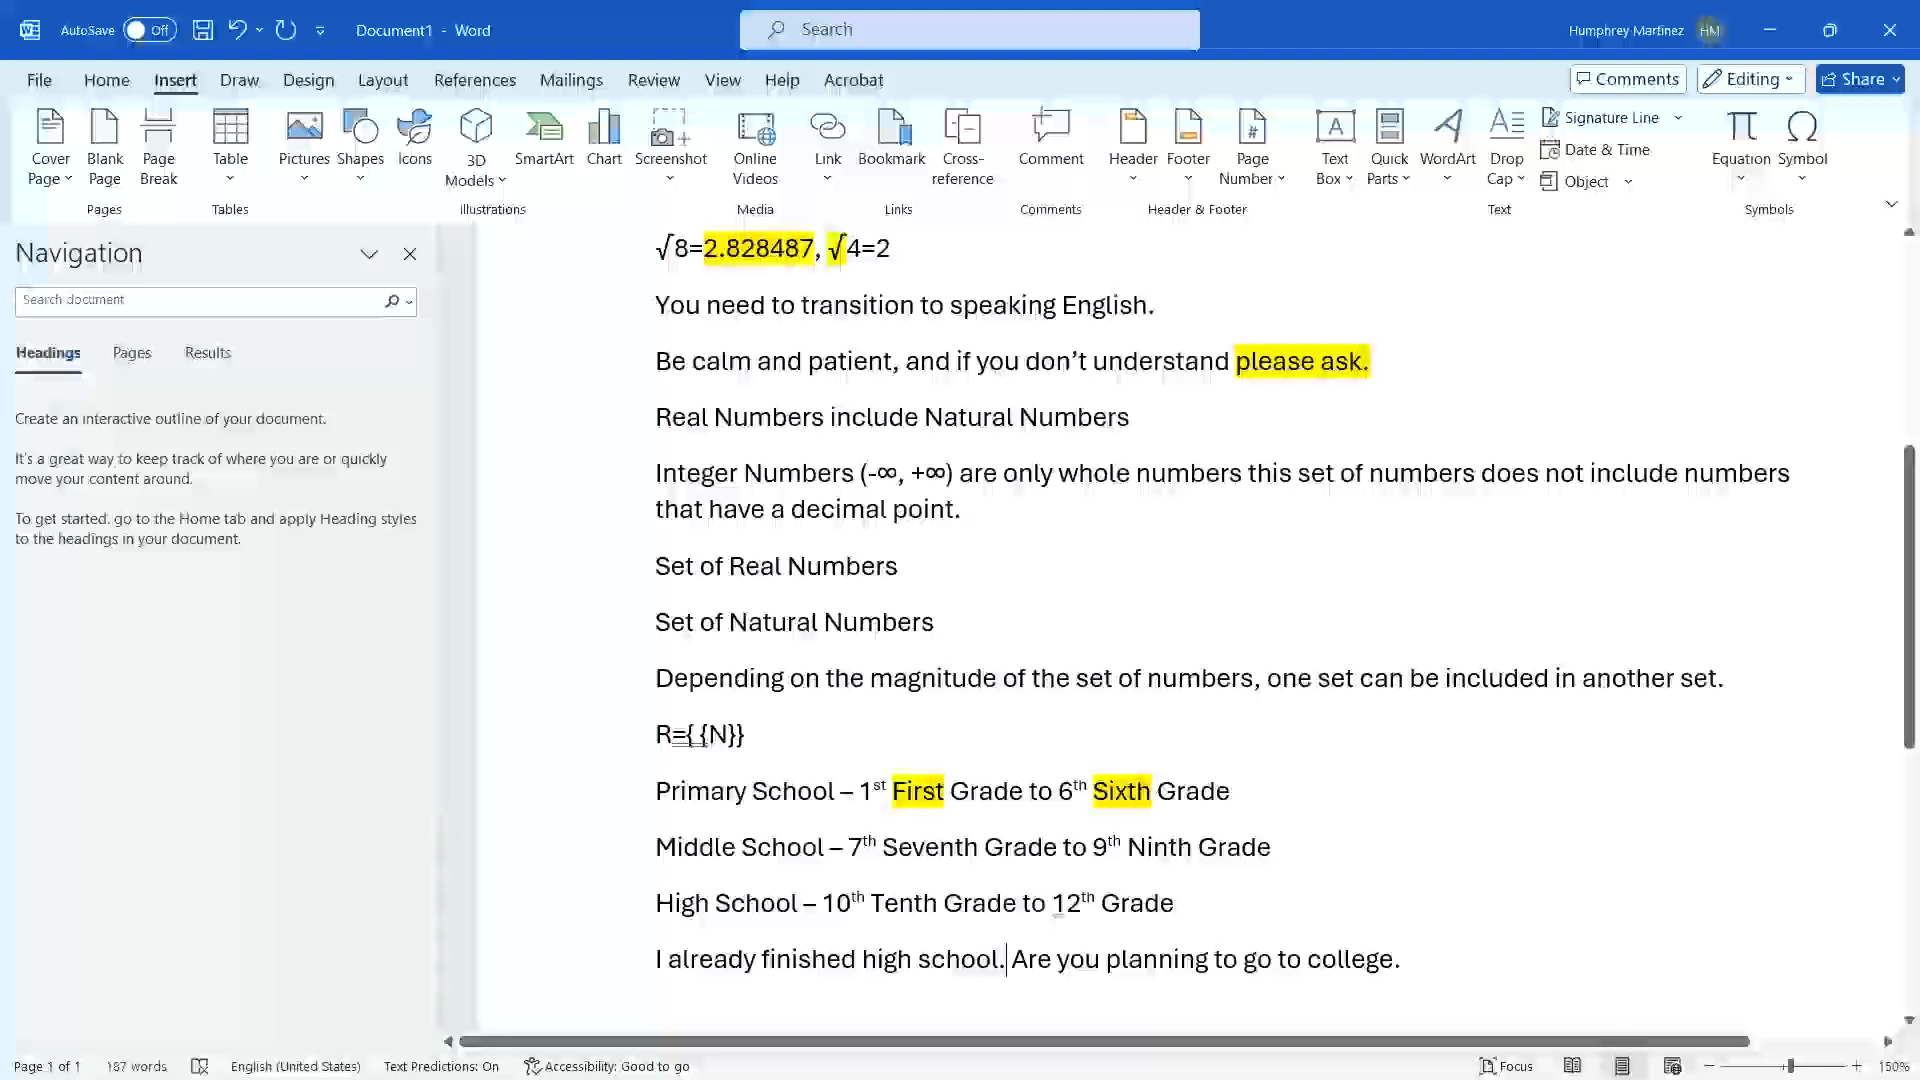 AutoSave Off Document1 - Word Search Humphrey Martinez HM
File Home Insert Draw Design Layout References Mailings Review View Help Acrobat Comments Editing Share
Cover Page Blank Page Page Break Table Pictures Shapes Icons 3D Models SmartArt Chart Screenshot Online Videos Link Bookmark Cross-reference Comment Header Footer Page Number Text Box Quick Parts WordArt Drop Cap Signature Line Date & Time Object Equation Symbol
Pages Tables Illustrations Media Links Comments Header & Footer Text Symbols
Navigation
Search document
Headings Pages Results
Create an interactive outline of your document.
It's a great way to keep track of where you are or quickly
move your content around.
To get started, go to the Home tab and apply Heading styles
to the headings in your document.
√8=2.828487, √4=2
You need to transition to speaking English.
Be calm and patient, and if you don’t understand please ask.
Real Numbers include Natural Numbers
Integer Numbers (-∞, +∞) are only whole numbers this set of numbers does not include numbers
that have a decimal point.
Set of Real Numbers
Set of Natural Numbers
Depending on the magnitude of the set of numbers, one set can be included in another set.
R={ {N}}
Primary School – 1st First Grade to 6th Sixth Grade
Middle School – 7th Seventh Grade to 9th Ninth Grade
High School – 10th Tenth Grade to 12th Grade
I already finished high school. Are you planning to go to college.
Page 1 of 1 187 words English (United States) Text Predictions: On Accessibility: Good to go Focus 150%